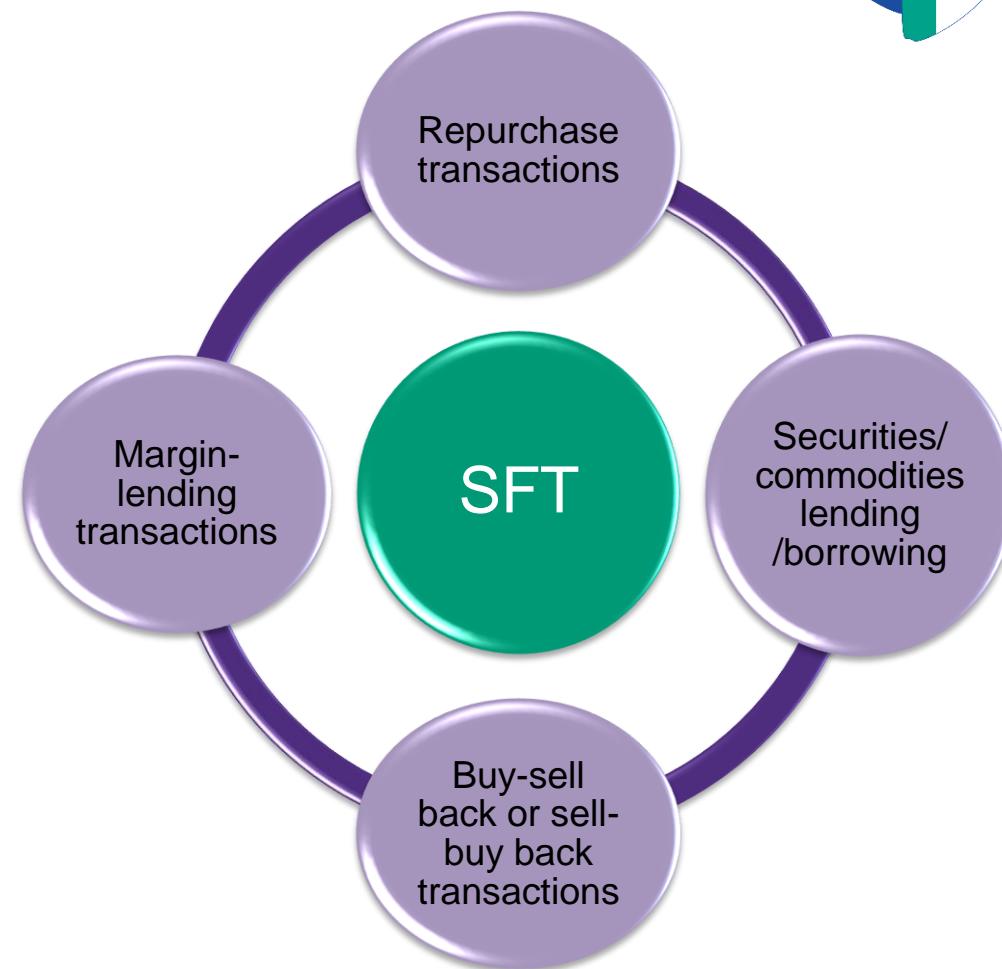 Repurchase
transactions
Margin-
lending
transactions
SFT
Securities/
commodities
lending
/borrowing
Buy-sell
back or sell-
buy back
transactions